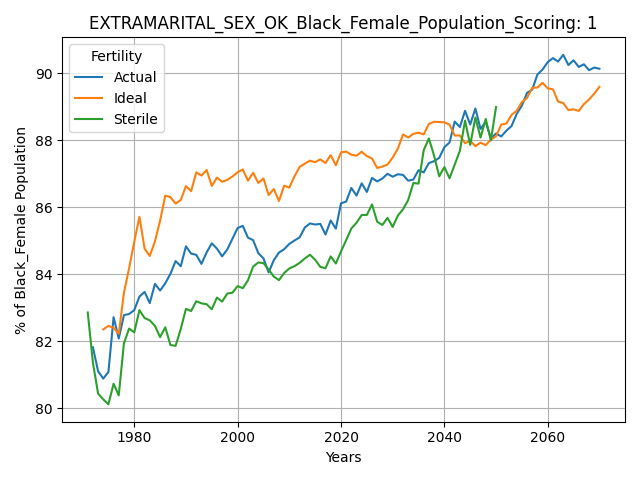 EXTRAMARITAL_SEX_OK_Black_Female_Population_Scoring: 1
Fertility
Actual
Ideal
Sterile
% of Black_Female Population
90
88
86
84
82
80
1980 2000 2020 2040 2060
Years